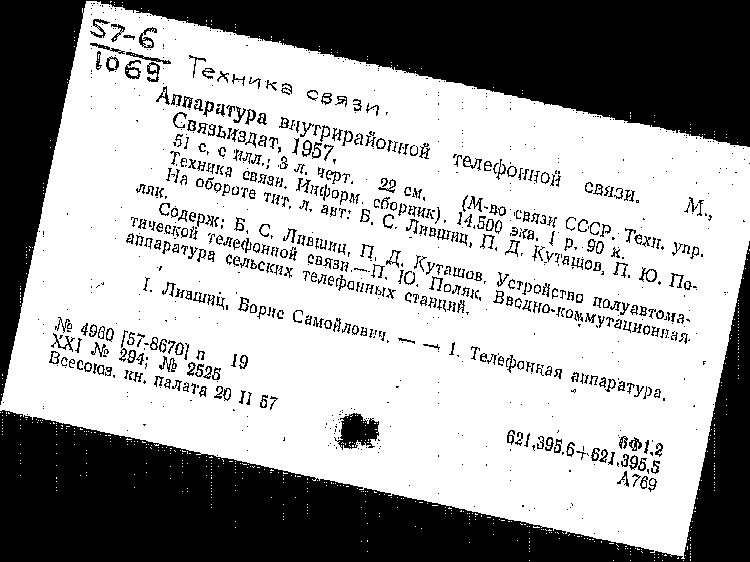 57-6
1069
Техника связи.
Аппаратура внутрирайонной телефонной связи. М.,
Связьиздат, 1957.
51 с. с илл.; 3 л. черт. 22 см. (М-во связи СССР. Техн. упр.
Техника связи. Информ. сборник). 14.500 экз. 1 р. 90 к.
На обороте тит. л. авт: Б. С. Лившиц, П. Д. Куташов, П. Ю. По-
ляк.
Содерж: Б. С. Лившиц, П. Д. Куташов. Устройство полуавтома-
тической телефонной связи.—П. Ю. Поляк. Вводно-коммутационная
аппаратура сельских телефонных станций.
I. Лившиц, Борис Самойлович. — — 1. Телефонная аппаратура.
№ 4960 [57-8670] п 19
XXI № 294; № 2525
Всесоюз. кн. палата 20 II 57
6Ф1.2
621.395.6+621.395.5
А769